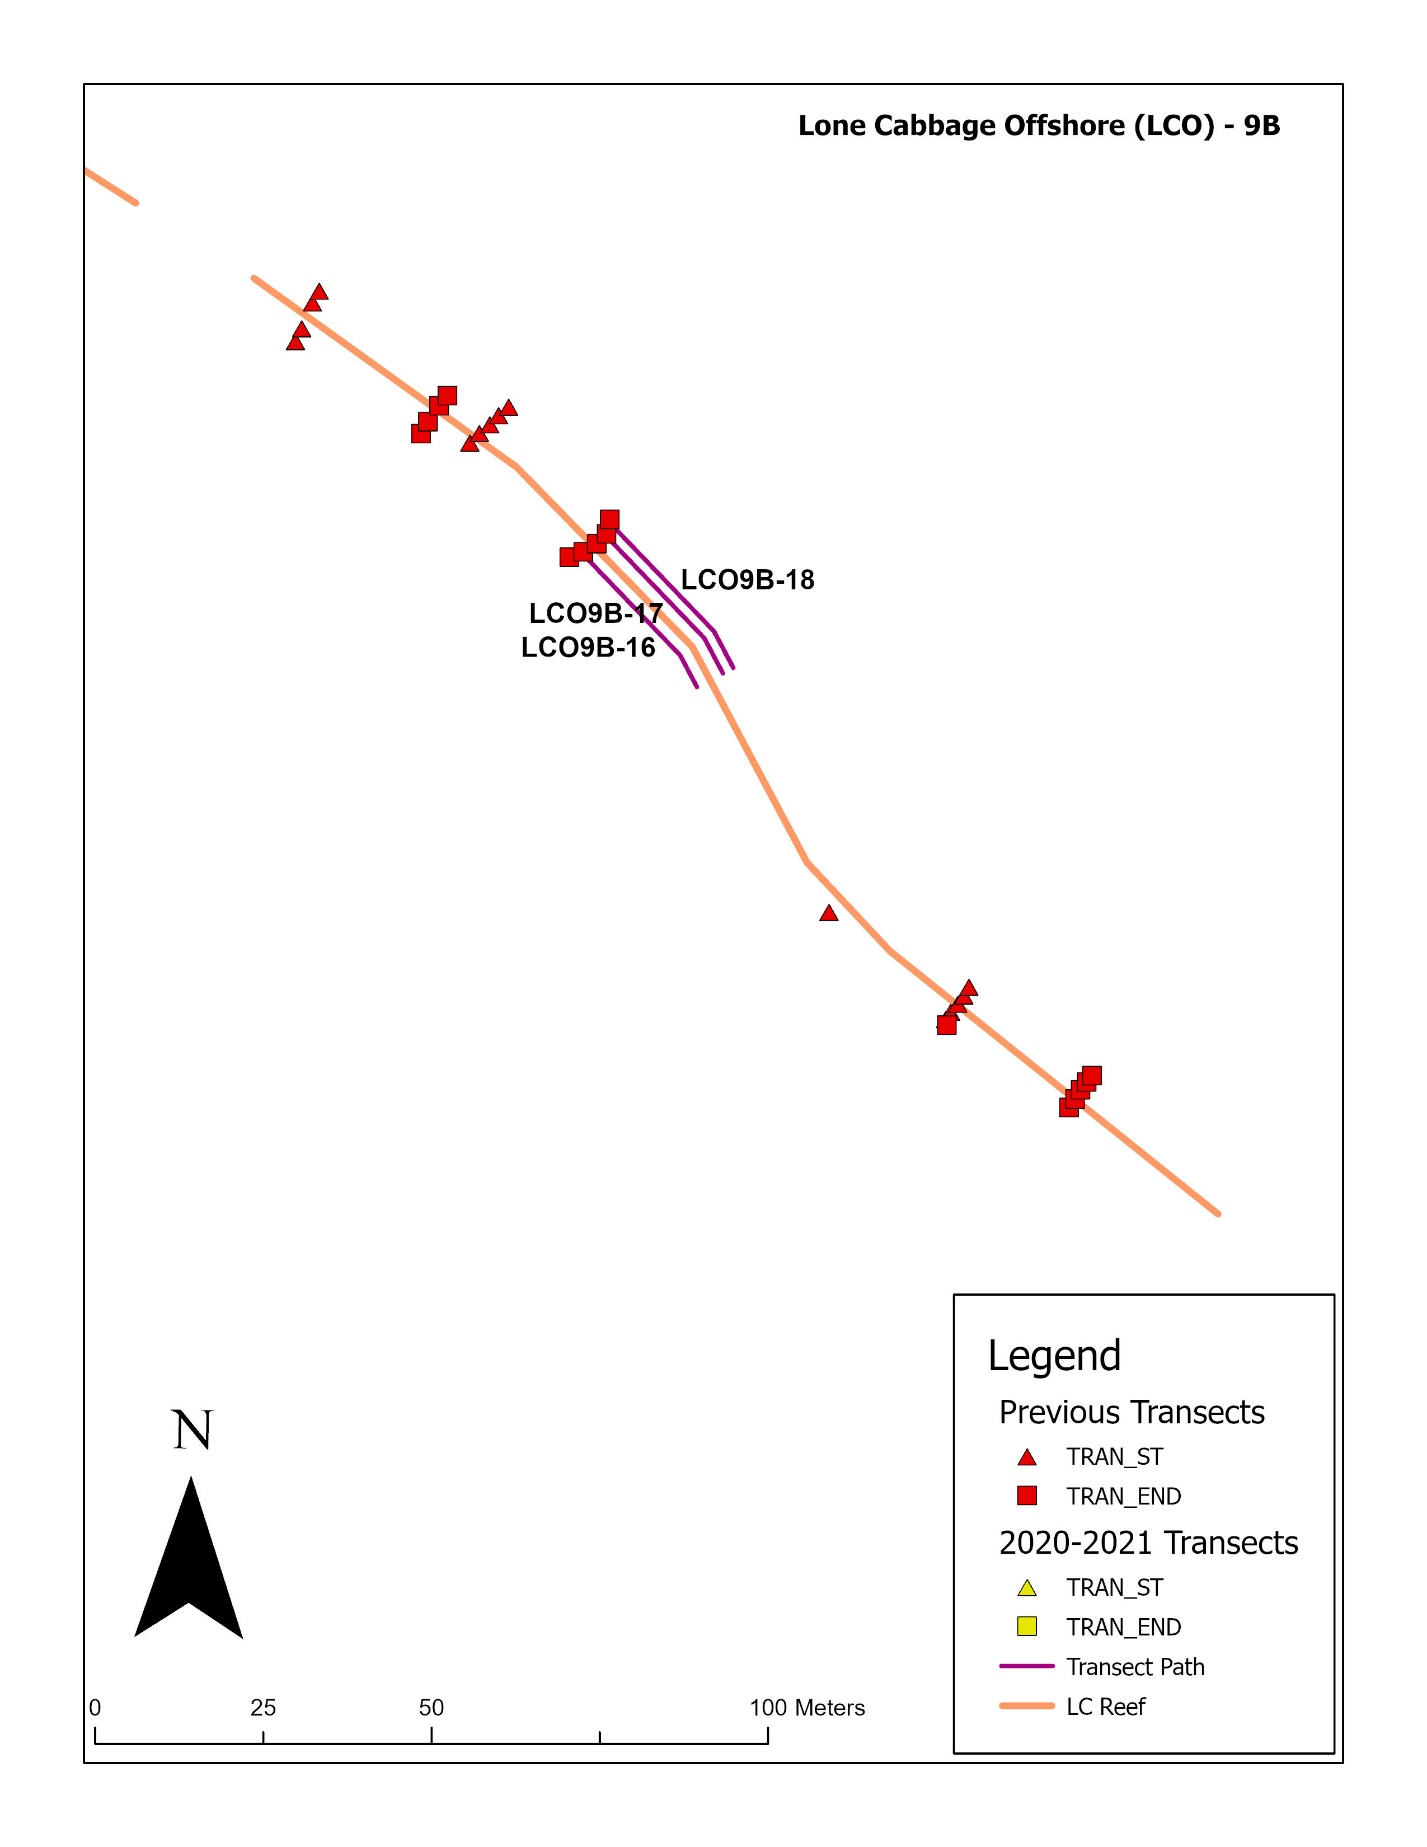 Lone Cabbage Offshore (LCO) - 9B
LCO9B-18
LCO9B-17
LCO9B-16
Legend
Previous Transects
TRAN_ST
TRAN_END
2020-2021 Transects
TRAN_ST
TRAN_END
Transect Path
LC Reef
N
0 25 50 100 Meters